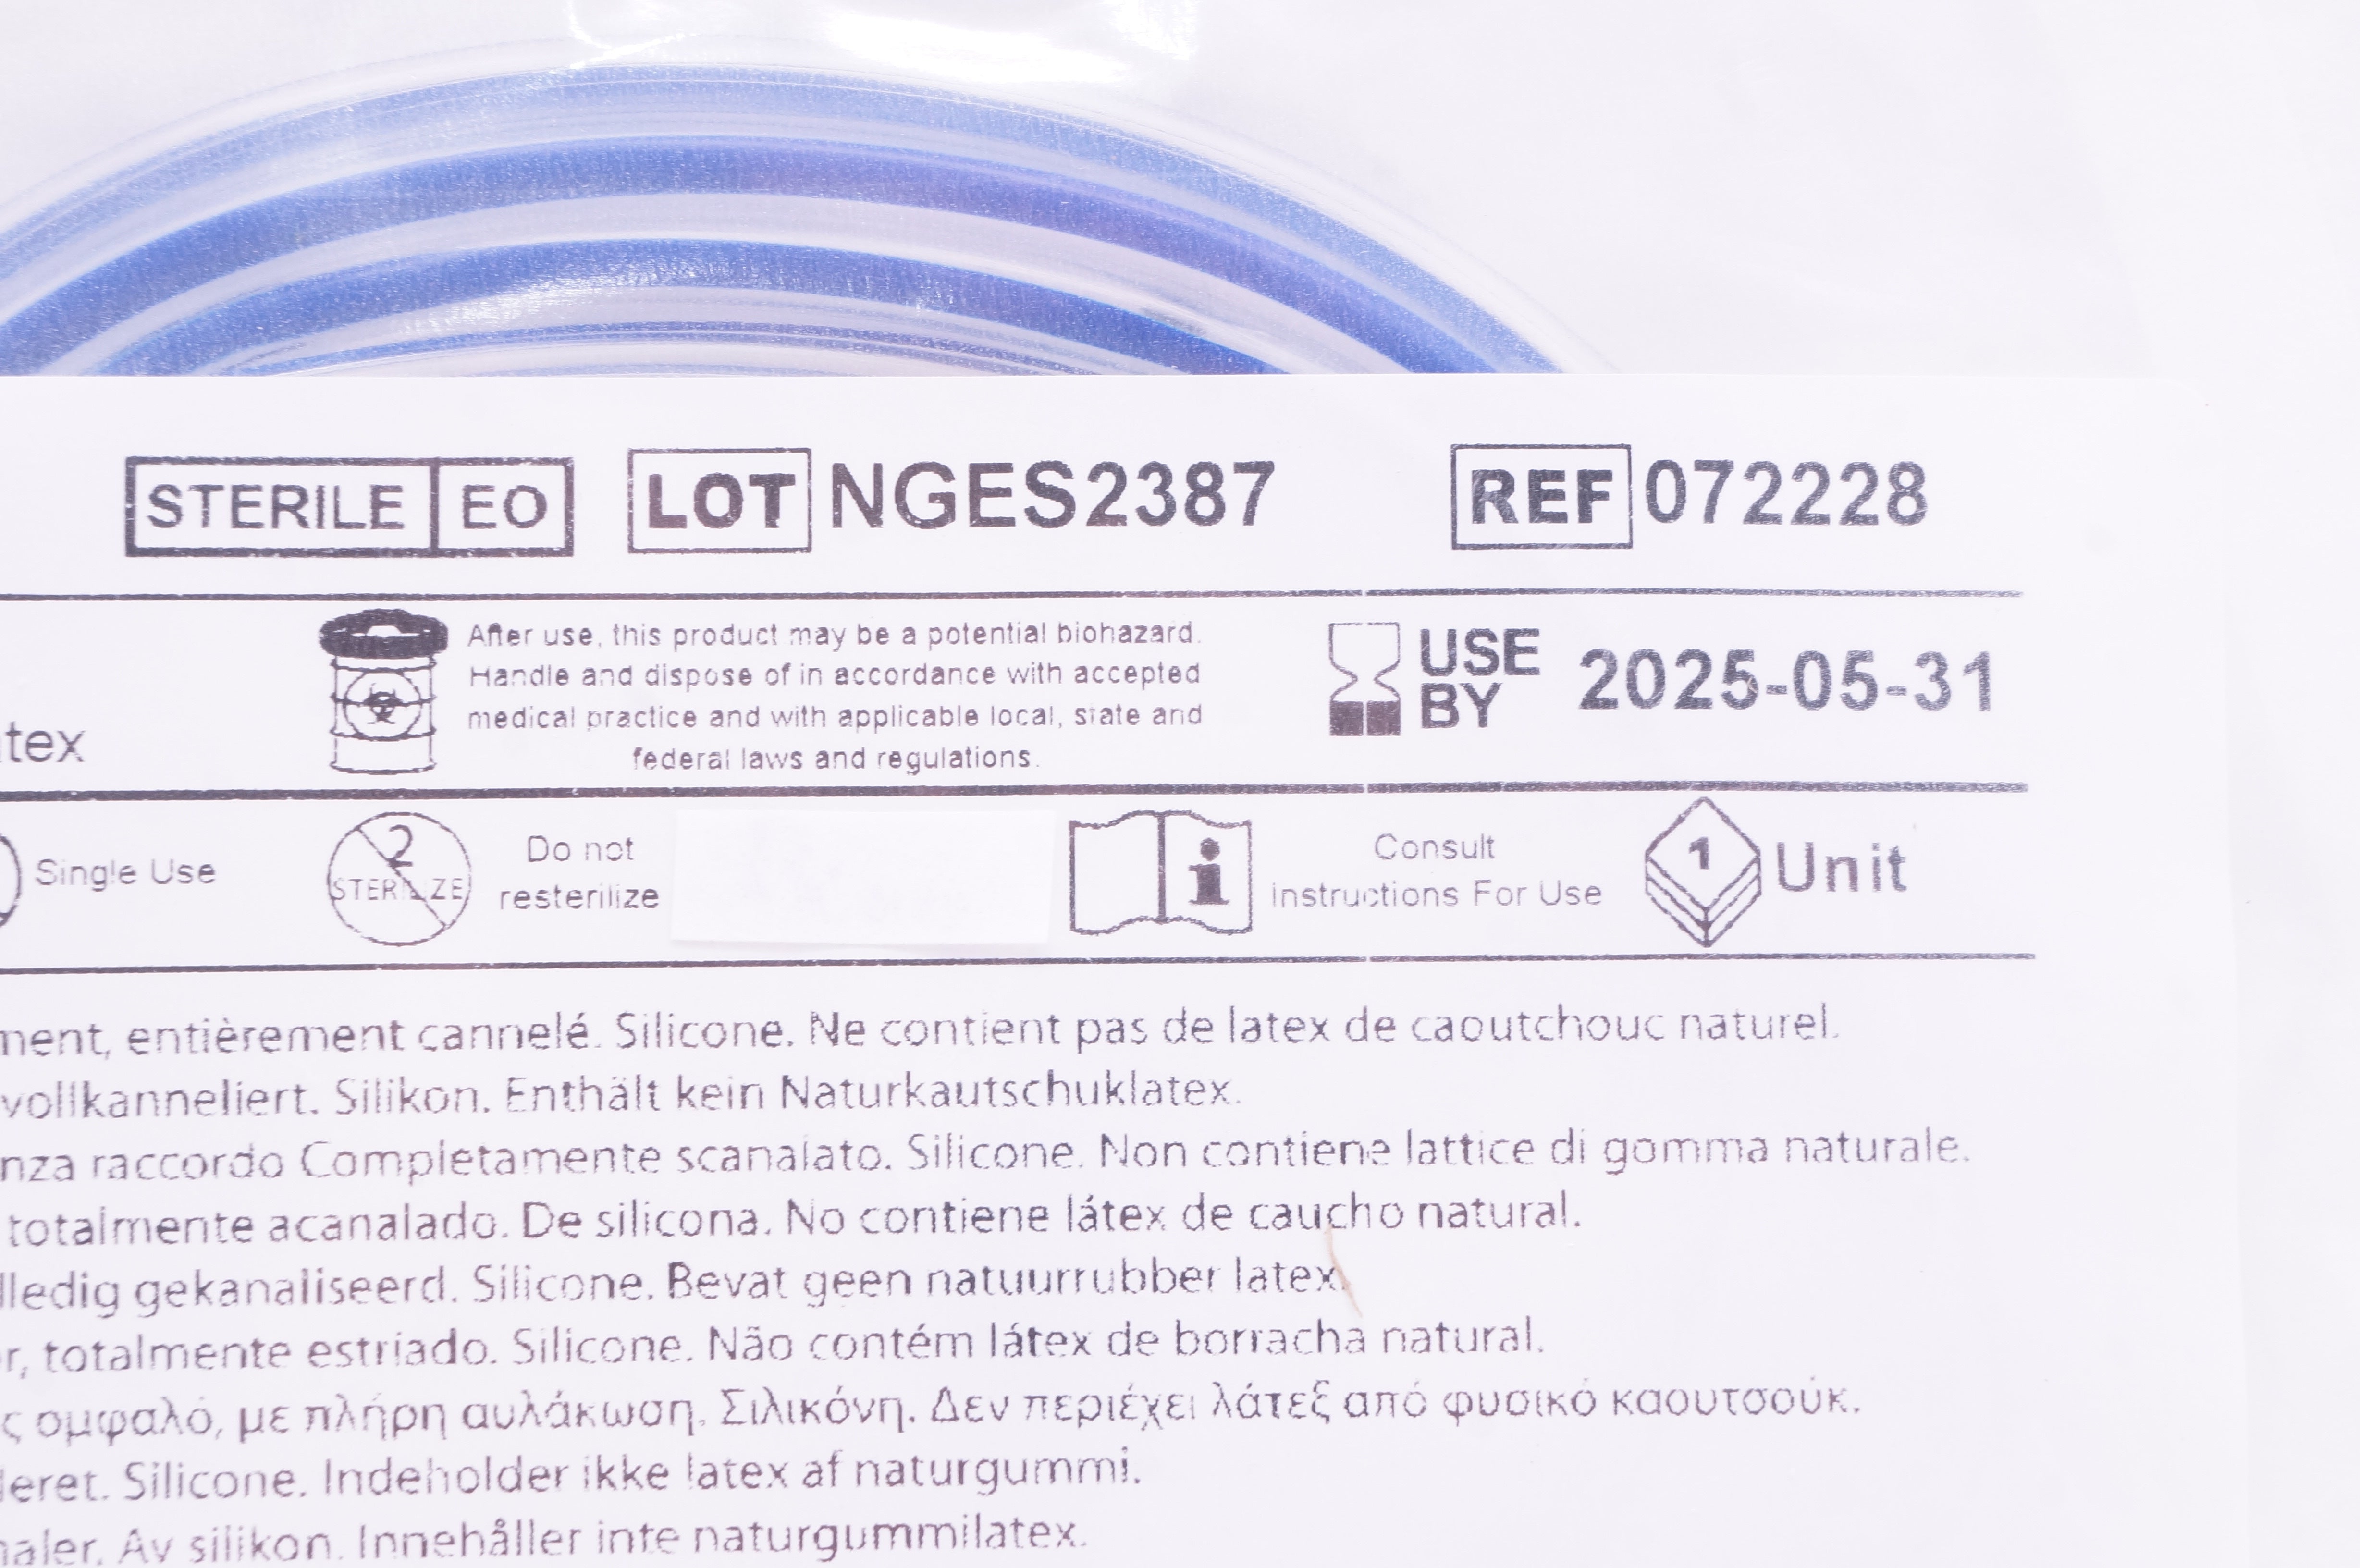 STERILE EO LOT NGES2387 REF 072228
After use, this product may be a potential biohazard.
Handle and dispose of in accordance with accepted
medical practice and with applicable local, state and
federal laws and regulations.
USE
BY 2025-05-31
tex
Single Use
2
STERILIZE
Do not
resterilize
i
Consult
Instructions For Use
1 Unit
ment, entièrement cannelé. Silicone. Ne contient pas de latex de caoutchouc naturel.
vollkanneliert. Silikon. Enthält kein Naturkautschuklatex.
nza raccordo Completamente scanalato. Silicone. Non contiene lattice di gomma naturale.
totalmente acanalado. De silicona. No contiene látex de caucho natural.
lledig gekanaliseerd. Silicone. Bevat geen natuurrubber latex.
r, totalmente estriado. Silicone. Não contém látex de borracha natural.
ς ομφαλό, με πλήρη αυλάκωση. Σιλικόνη. Δεν περιέχει λάτεξ από φυσικό καουτσούκ.
leret. Silicone. Indeholder ikke latex af naturgummi.
naler. Av silikon. Innehåller inte naturgummilatex.